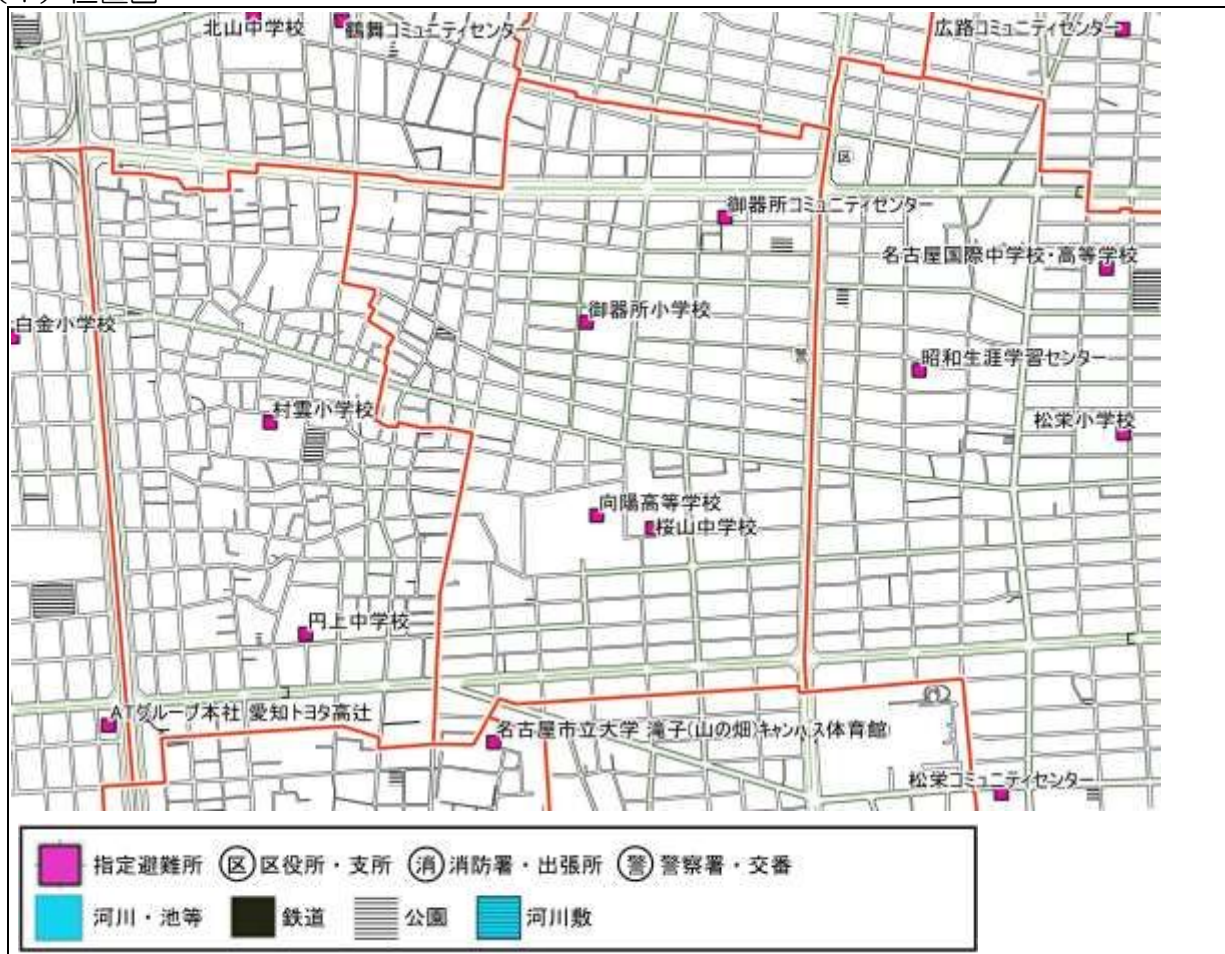 北山中学校
鶴舞コミュニティセンター
広路コミュニティセンター
区
御器所コミュニティセンター
名古屋国際中学校・高等学校
御器所小学校
白金小学校
昭和生涯学習センター
村雲小学校
松栄小学校
向陽高等学校
桜山中学校
円上中学校
ATグループ本社 愛知トヨタ高辻
名古屋市立大学 滝子(山の畑)キャンパス体育館
松栄コミュニティセンター
指定避難所 区 区役所・支所 消 消防署・出張所 警 警察署・交番
河川・池等 鉄道 公園 河川敷